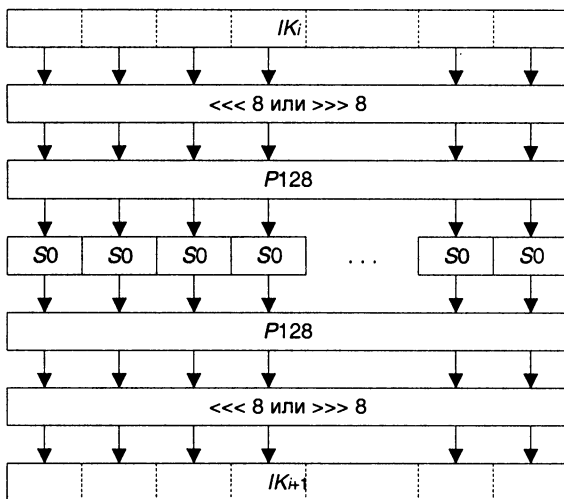 IKi
<<< 8 или >>> 8
P128
S0 S0 S0 S0 . . . S0 S0
P128
<<< 8 или >>> 8
IKi+1